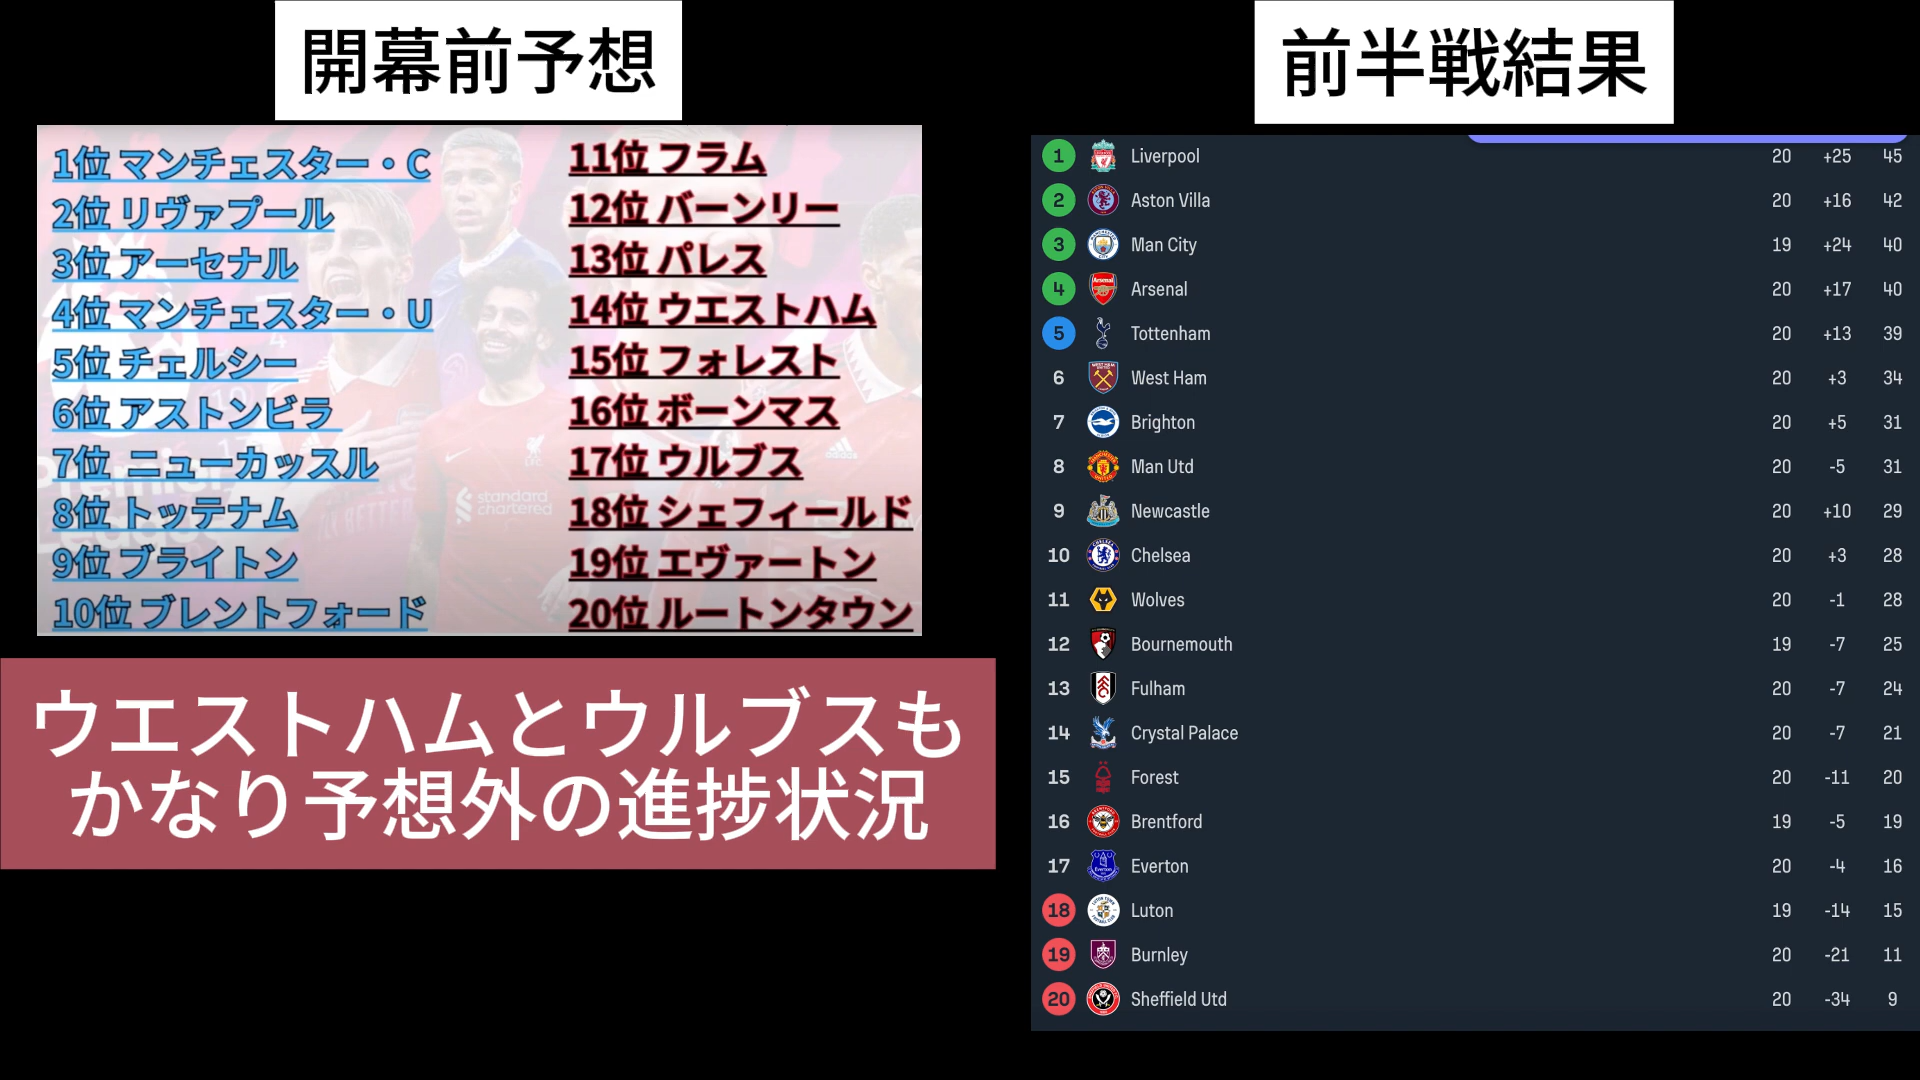 開幕前予想
1位 マンチェスター・C
2位 リヴァプール
3位 アーセナル
4位 マンチェスター・U
5位 チェルシー
6位 アストンビラ
7位 ニューカッスル
8位 トッテナム
9位 ブライトン
10位 ブレントフォード
11位 フラム
12位 バーンリー
13位 パレス
14位 ウエストハム
15位 フォレスト
16位 ボーンマス
17位 ウルブス
18位 シェフィールド
19位 エヴァートン
20位 ルートンタウン
standard
chartered
ウエストハムとウルブスも
かなり予想外の進捗状況
前半戦結果
1 Liverpool 20 +25 45
2 Aston Villa 20 +16 42
3 Man City 19 +24 40
4 Arsenal 20 +17 40
5 Tottenham 20 +13 39
6 West Ham 20 +3 34
7 Brighton 20 +5 31
8 Man Utd 20 -5 31
9 Newcastle 20 +10 29
10 Chelsea 20 +3 28
11 Wolves 20 -1 28
12 Bournemouth 19 -7 25
13 Fulham 20 -7 24
14 Crystal Palace 20 -7 21
15 Forest 20 -11 20
16 Brentford 19 -5 19
17 Everton 20 -4 16
18 Luton 19 -14 15
19 Burnley 20 -21 11
20 Sheffield Utd 20 -34 9